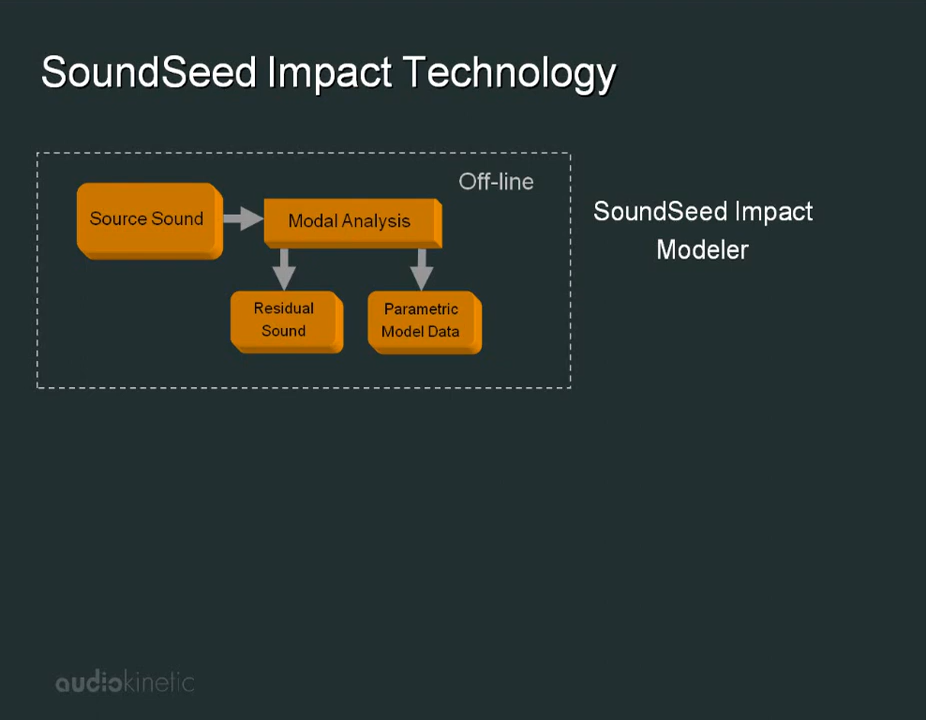 SoundSeed Impact Technology
Off-line
Source Sound
Modal Analysis
SoundSeed Impact
Modeler
Residual
Sound
Parametric
Model Data
audiokinetic